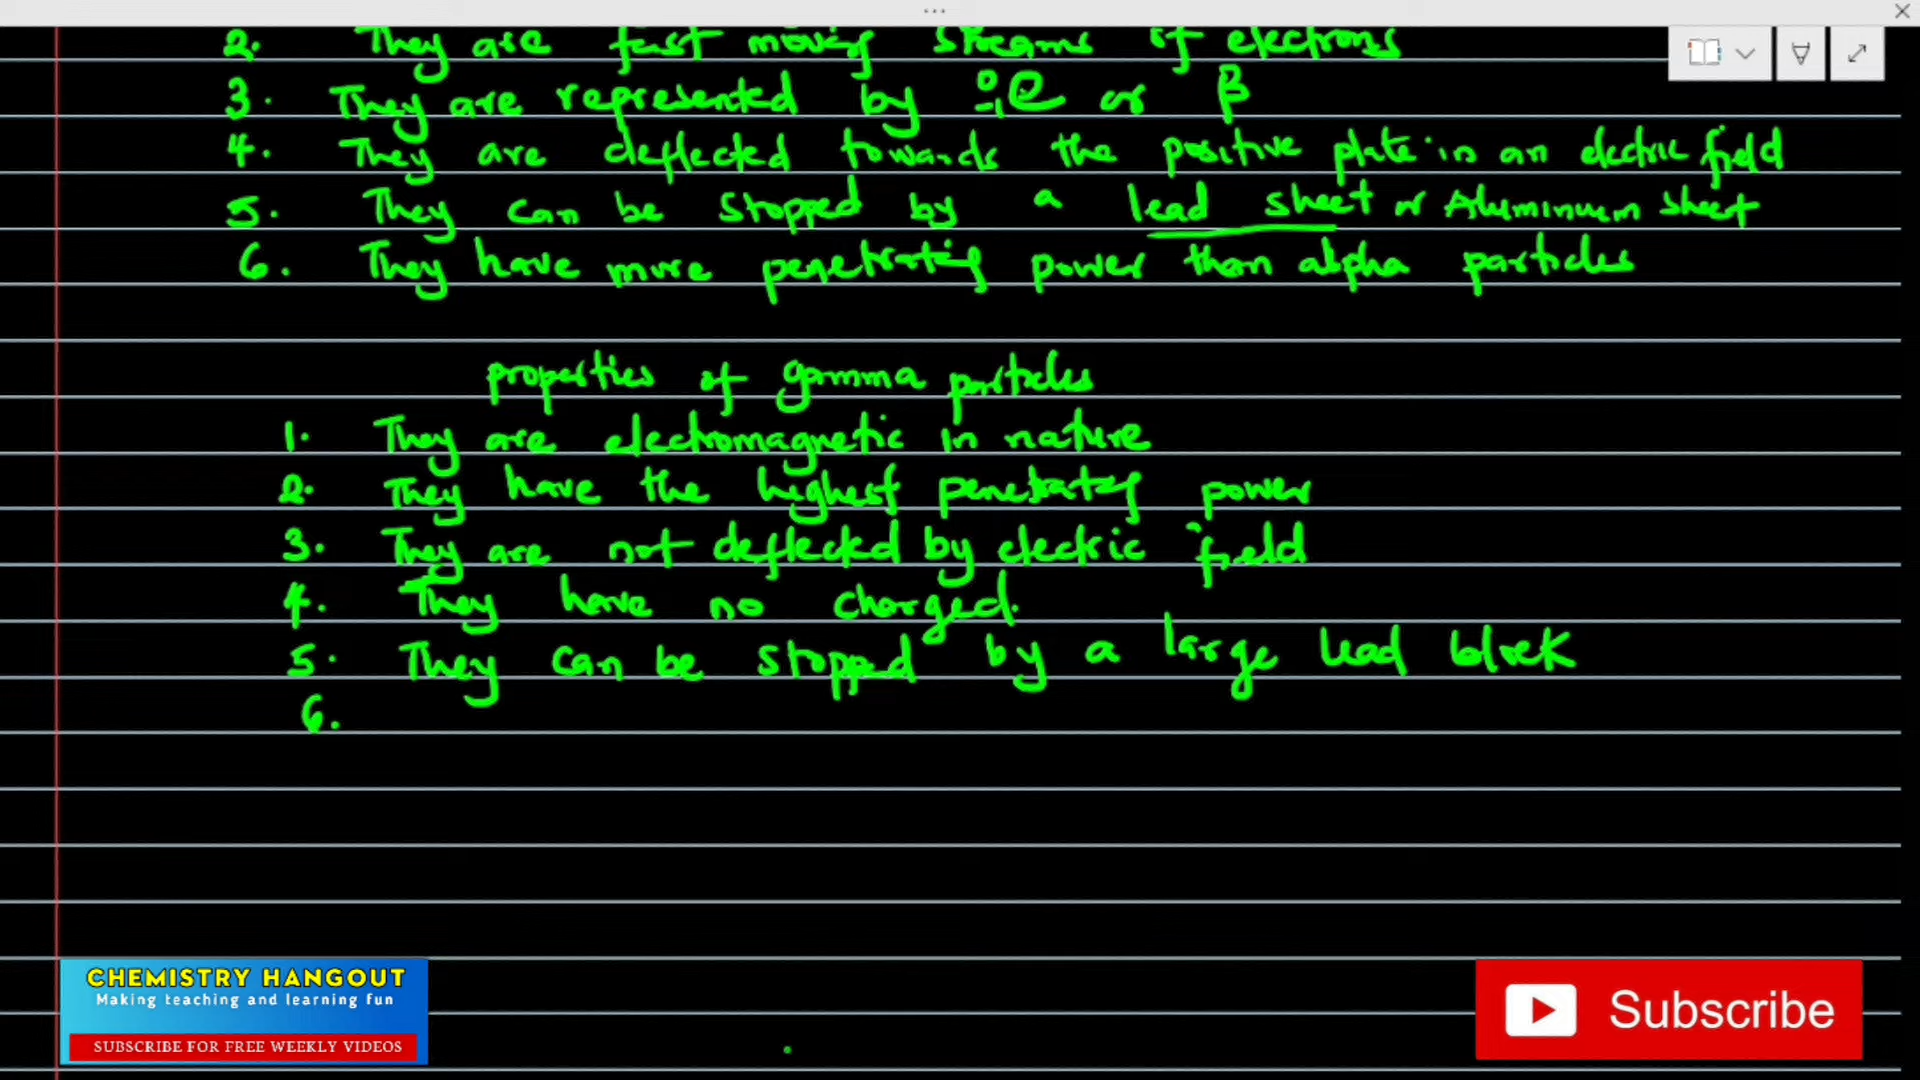 2. They are fast moving streams of electrons
3. They are represented by ⁰₋₁e or β
4. They are deflected towards the positive plate in an electric field
5. They can be stopped by a lead sheet or Aluminum sheet
6. They have more penetrating power than alpha particles
properties of gamma particles
1. They are electromagnetic in nature
2. They have the highest penetrating power
3. They are not deflected by electric field
4. They have no charged.
5. They can be stopped by a large lead block
6.
CHEMISTRY HANGOUT
Making teaching and learning fun
SUBSCRIBE FOR FREE WEEKLY VIDEOS
Subscribe